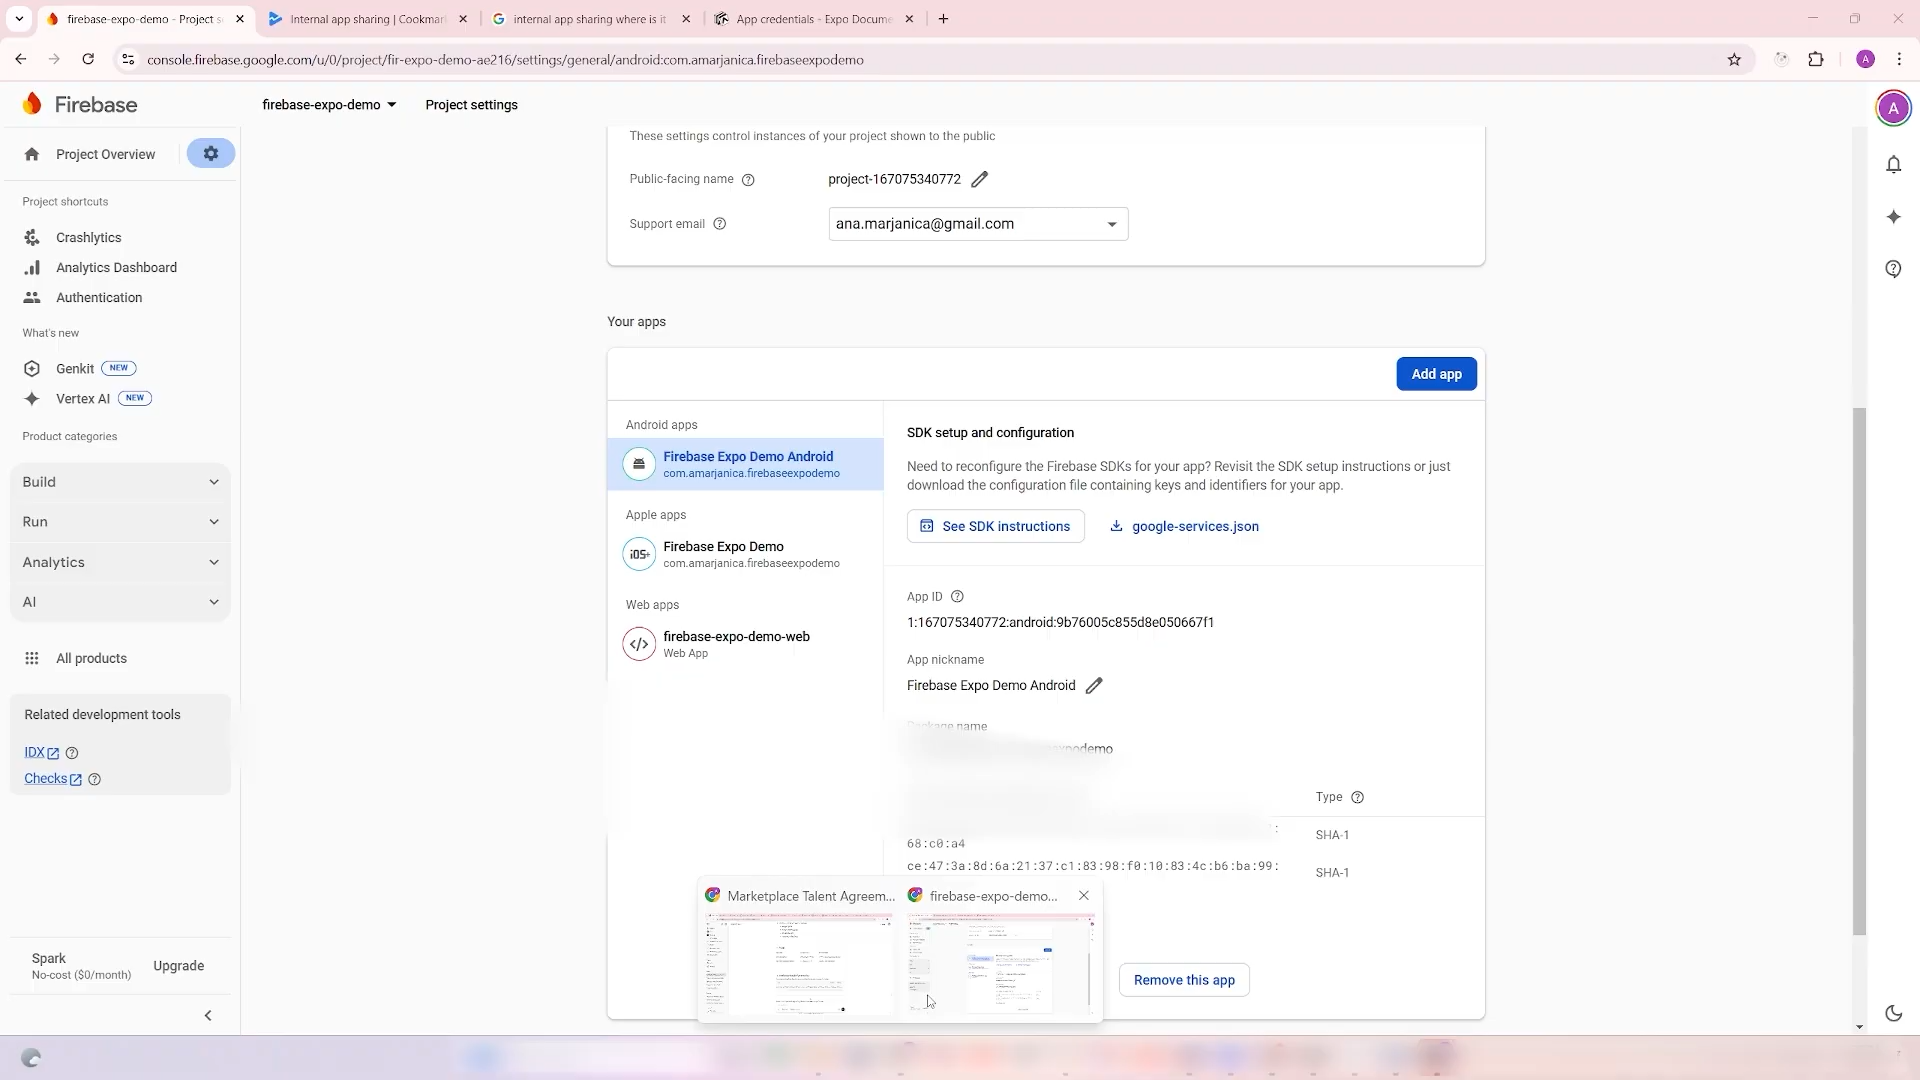 firebase-expo-demo - Project s
Internal app sharing | Cookmar
internal app sharing where is it
App credentials - Expo Docume
console.firebase.google.com/u/0/project/fir-expo-demo-ae216/settings/general/android:com.amarjanica.firebaseexpodemo
A
Firebase
firebase-expo-demo
Project settings
A
Project Overview
Project shortcuts
Crashlytics
Analytics Dashboard
Authentication
What's new
Genkit NEW
Vertex AI NEW
Product categories
Build
Run
Analytics
AI
All products
Related development tools
IDX
Checks
Spark
No-cost ($0/month)
Upgrade
These settings control instances of your project shown to the public
Public-facing name project-167075340772
Support email ana.marjanica@gmail.com
Your apps
Add app
Android apps
Firebase Expo Demo Android
com.amarjanica.firebaseexpodemo
Apple apps
iOS+
Firebase Expo Demo
com.amarjanica.firebaseexpodemo
Web apps
firebase-expo-demo-web
Web App
SDK setup and configuration
Need to reconfigure the Firebase SDKs for your app? Revisit the SDK setup instructions or just
download the configuration file containing keys and identifiers for your app.
See SDK instructions
google-services.json
App ID
1:167075340772:android:9b76005c855d8e050667f1
App nickname
Firebase Expo Demo Android
Package name
Type
68:c0:a4
SHA-1
ce:47:3a:8d:6a:21:37:c1:83:98:f0:10:83:4c:b6:ba:99:
SHA-1
Marketplace Talent Agreem...
firebase-expo-demo...
Remove this app